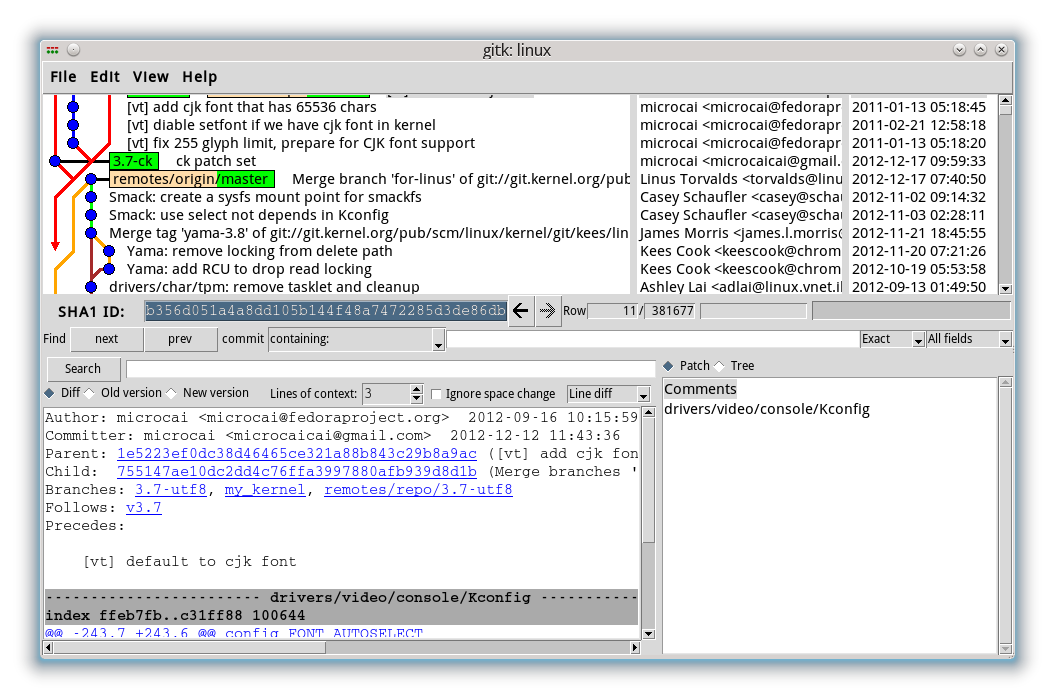 gitk: linux
File Edit View Help
[vt] add cjk font that has 65536 chars microcai <microcai@fedorapr 2011-01-13 05:18:45
[vt] diable setfont if we have cjk font in kernel microcai <microcai@fedorapr 2011-02-21 12:58:18
[vt] fix 255 glyph limit, prepare for CJK font support microcai <microcai@fedorapr 2011-01-13 05:18:20
3.7-ck ck patch set microcai <microcaicai@gmail. 2012-12-17 09:59:33
remotes/origin/master Merge branch 'for-linus' of git://git.kernel.org/pub Linus Torvalds <torvalds@linu 2012-12-17 07:40:50
Smack: create a sysfs mount point for smackfs Casey Schaufler <casey@schau 2012-11-02 09:14:32
Smack: use select not depends in Kconfig Casey Schaufler <casey@schau 2012-11-03 02:28:11
Merge tag 'yama-3.8' of git://git.kernel.org/pub/scm/linux/kernel/git/kees/lin James Morris <james.l.morris( 2012-11-21 18:45:55
Yama: remove locking from delete path Kees Cook <keescook@chrom 2012-11-20 07:21:26
Yama: add RCU to drop read locking Kees Cook <keescook@chrom 2012-10-19 05:53:58
drivers/char/tpm: remove tasklet and cleanup Ashley Lai <adlai@linux.vnet.i 2012-09-13 01:49:50
SHA1 ID: b356d051a4a8dd105b144f48a7472285d3de86db Row 11 / 381677
Find next prev commit containing: Exact All fields
Search
Patch Tree
Diff Old version New version Lines of context: 3 Ignore space change Line diff
Comments
drivers/video/console/Kconfig
Author: microcai <microcai@fedoraproject.org> 2012-09-16 10:15:59
Committer: microcai <microcaicai@gmail.com> 2012-12-12 11:43:36
Parent: 1e5223ef0dc38d46465ce321a88b843c29b8a9ac ([vt] add cjk fon
Child: 755147ae10dc2dd4c76ffa3997880afb939d8d1b (Merge branches '
Branches: 3.7-utf8, my_kernel, remotes/repo/3.7-utf8
Follows: v3.7
Precedes:
[vt] default to cjk font
------------------------ drivers/video/console/Kconfig -----------
index ffeb7fb..c31ff88 100644
@@ -243,7 +243,6 @@ config FONT_AUTOSELECT